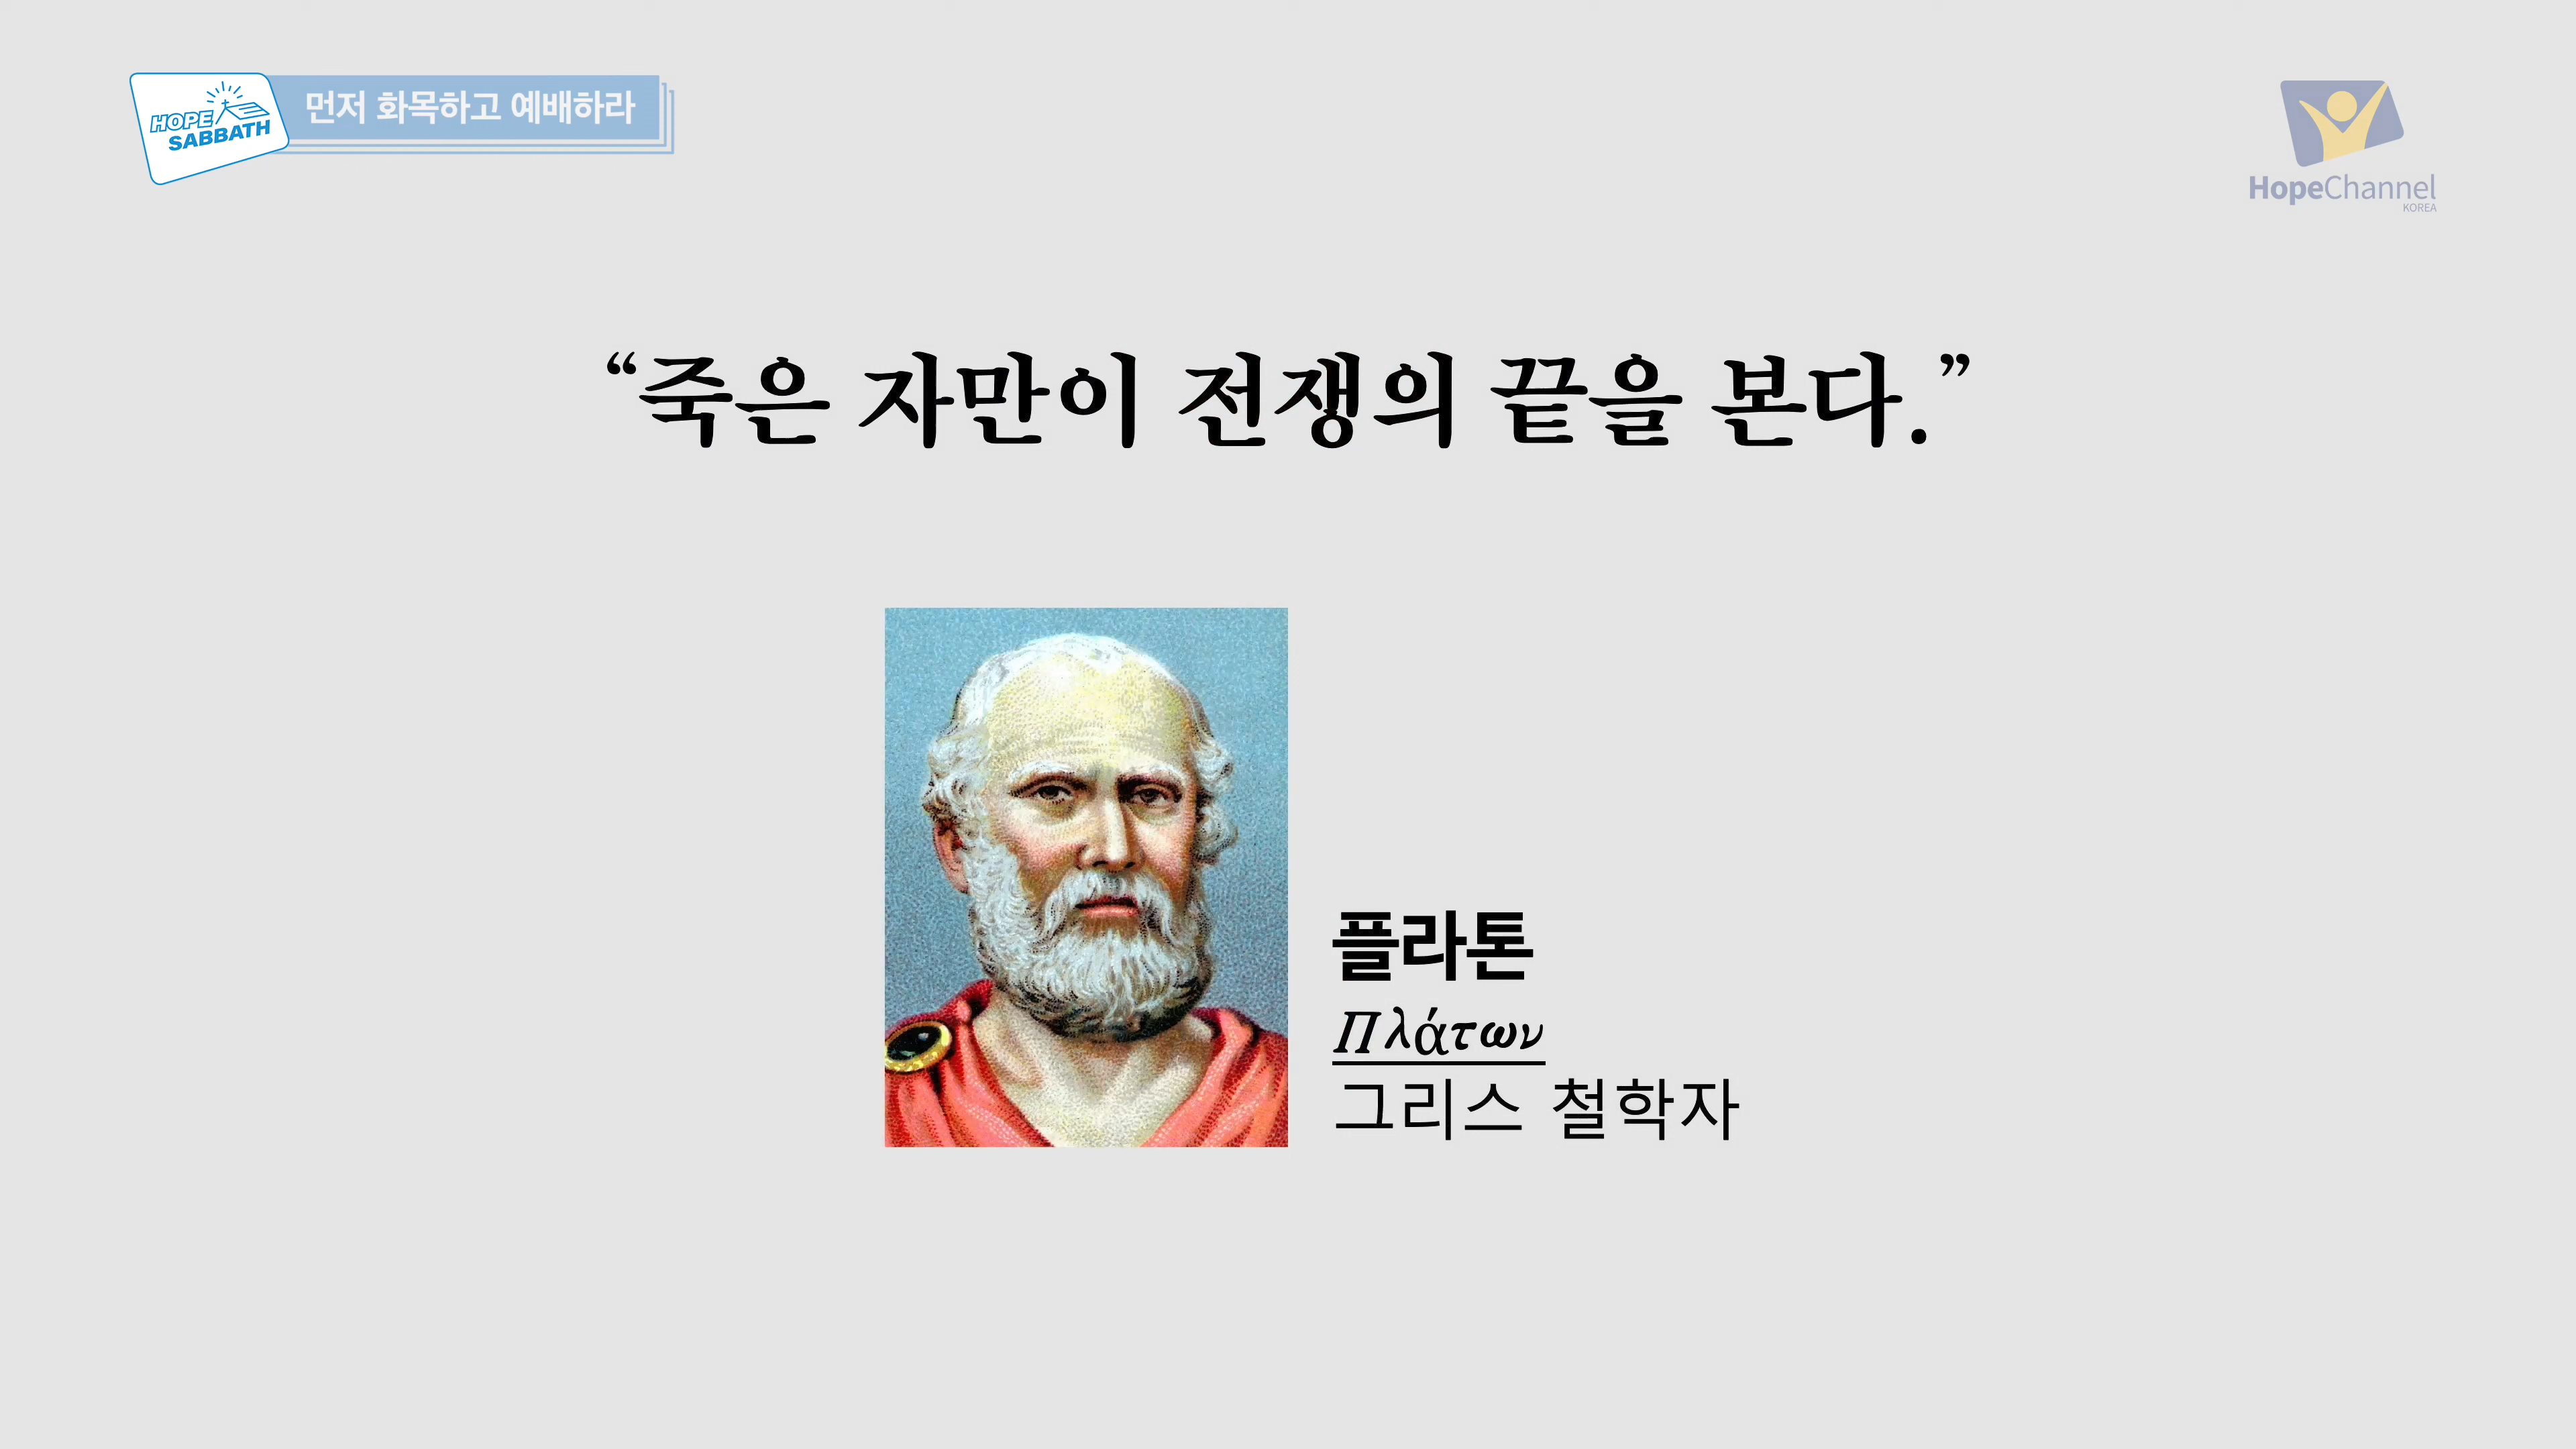 HOPE
SABBATH
먼저 화목하고 예배하라
HopeChannel
KOREA
“죽은 자만이 전쟁의 끝을 본다.”
플라톤
Πλάτων
그리스 철학자